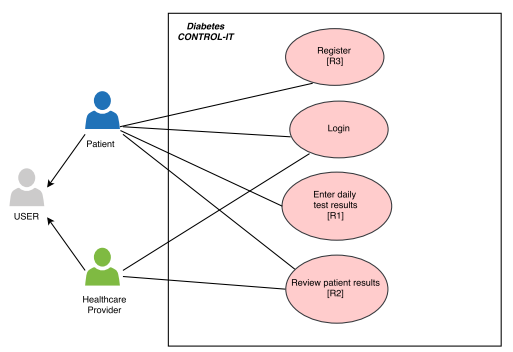 Diabetes
CONTROL-IT
Register
[R3]
Login
Patient
Enter daily
test results
[R1]
USER
Review patient results
[R2]
Healthcare
Provider